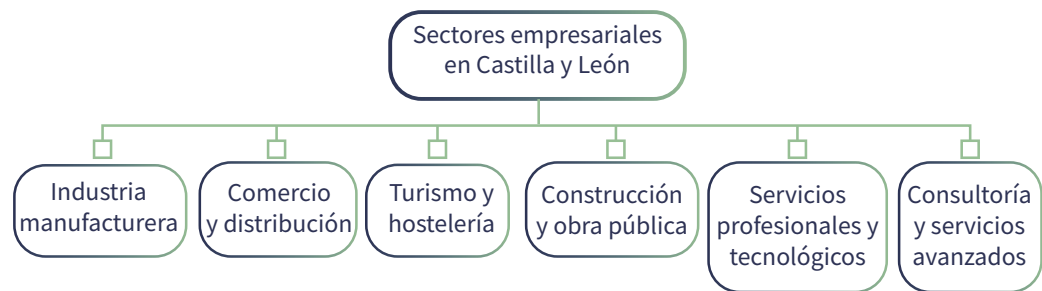 Sectores empresariales
en Castilla y León
Industria
manufacturera
Comercio
y distribución
Turismo y
hostelería
Construcción
y obra pública
Servicios
profesionales y
tecnológicos
Consultoría
y servicios
avanzados